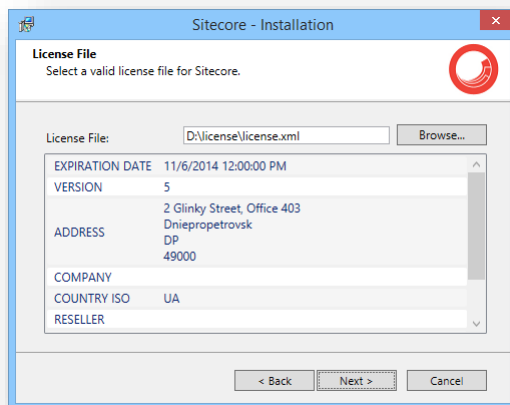 Sitecore - Installation
License File
Select a valid license file for Sitecore.
License File: D:\license\license.xml Browse...
EXPIRATION DATE 11/6/2014 12:00:00 PM
VERSION 5
ADDRESS 2 Glinky Street, Office 403
Dniepropetrovsk
DP
49000
COMPANY
COUNTRY ISO UA
RESELLER
< Back Next > Cancel